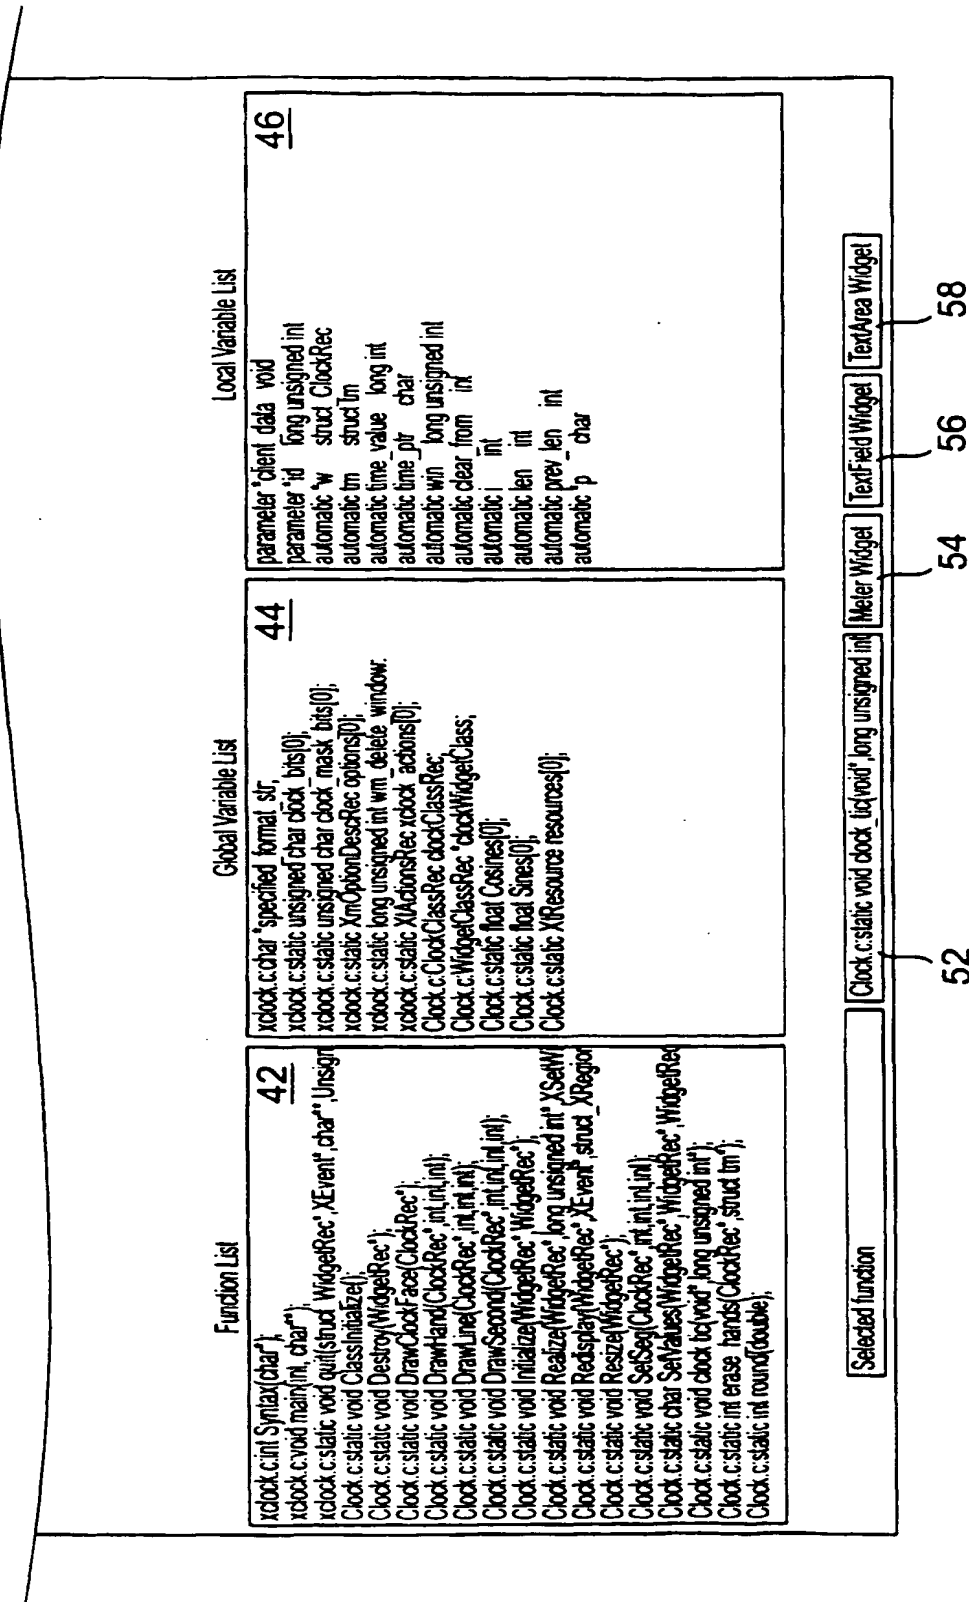 Function List
42
xclock.c:int Syntax(char*);
xclock.c:void main(int, char**);
xclock.c:static void quit(struct_WidgetRec*,XEvent*,char**,Unsign
Clock.c:static void ClassInitialize();
Clock.c:static void Destroy(WidgetRec*);
Clock.c:static void DrawClockFace(ClockRec*);
Clock.c:static void DrawHand(ClockRec*,int,int,int);
Clock.c:static void DrawLine(ClockRec*,int,int,int);
Clock.c:static void DrawSecond(ClockRec*,int,int,int,int);
Clock.c:static void Initialize(WidgetRec*,WidgetRec*);
Clock.c:static void Realize(WidgetRec*,long unsigned int*,XSetWi
Clock.c:static void Redisplay(WidgetRec*,XEvent*,struct_XRegion
Clock.c:static void Resize(WidgetRec*);
Clock.c:static void SetSeg(ClockRec*,int,int,int,int);
Clock.c:static char SetValues(WidgetRec*,WidgetRec*,WidgetRec
Clock.c:static void clock tic(void*,long unsigned int*);
Clock.c:static int erase_hands(ClockRec*,struct tm*);
Clock.c:static int round(double);
Global Variable List
44
xclock.c:char *specified_format_str;
xclock.c:static unsigned char clock_bits[0];
xclock.c:static unsigned char clock_mask_bits[0];
xclock.c:static XmOptionDescRec options[0];
xclock.c:static long unsigned int wm_delete_window;
xclock.c:static XtActionsRec xclock_actions[0];
Clock.c:ClockClassRec clockClassRec;
Clock.c:WidgetClassRec *clockWidgetClass;
Clock.c:static float Cosines[0];
Clock.c:static float Sines[0];
Clock.c:static XtResource resources[0];
Local Variable List
46
parameter *client_data void
parameter *id long unsigned int
automatic *w struct_ClockRec
automatic tm struct tm
automatic time_value long int
automatic time_ptr char
automatic win long unsigned int
automatic clear_from int
automatic i int
automatic len int
automatic prev_len int
automatic *p char
Selected function
Clock.c:static void clock_tic(void*,long unsigned int
Meter Widget
TextField Widget
TextArea Widget
52
54
56
58